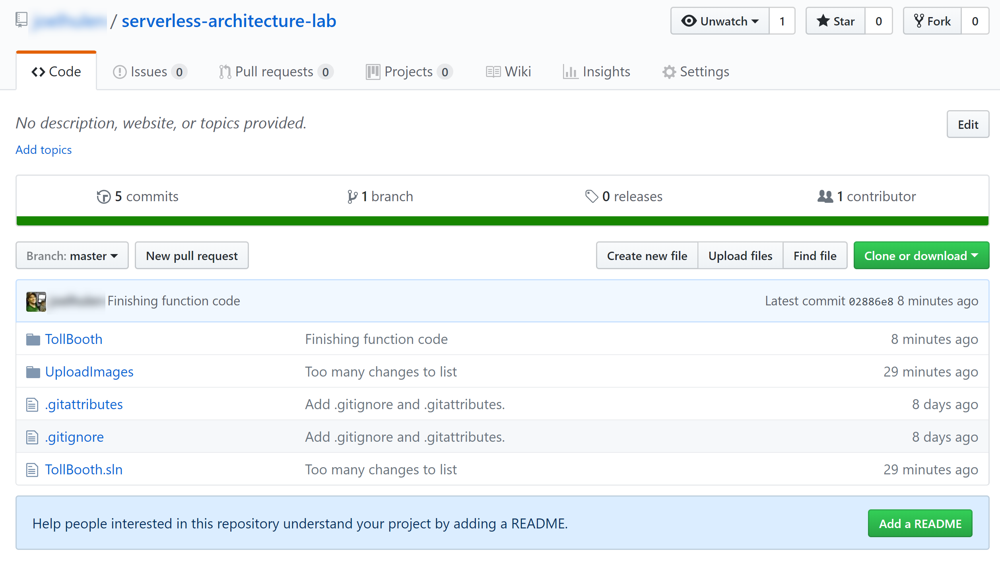 / serverless-architecture-lab Unwatch 1 Star 0 Fork 0
Code Issues 0 Pull requests 0 Projects 0 Wiki Insights Settings
No description, website, or topics provided. Edit
Add topics
5 commits 1 branch 0 releases 1 contributor
Branch: master New pull request Create new file Upload files Find file Clone or download
Finishing function code Latest commit 02886e8 8 minutes ago
TollBooth Finishing function code 8 minutes ago
UploadImages Too many changes to list 29 minutes ago
.gitattributes Add .gitignore and .gitattributes. 8 days ago
.gitignore Add .gitignore and .gitattributes. 8 days ago
TollBooth.sln Too many changes to list 29 minutes ago
Help people interested in this repository understand your project by adding a README. Add a README